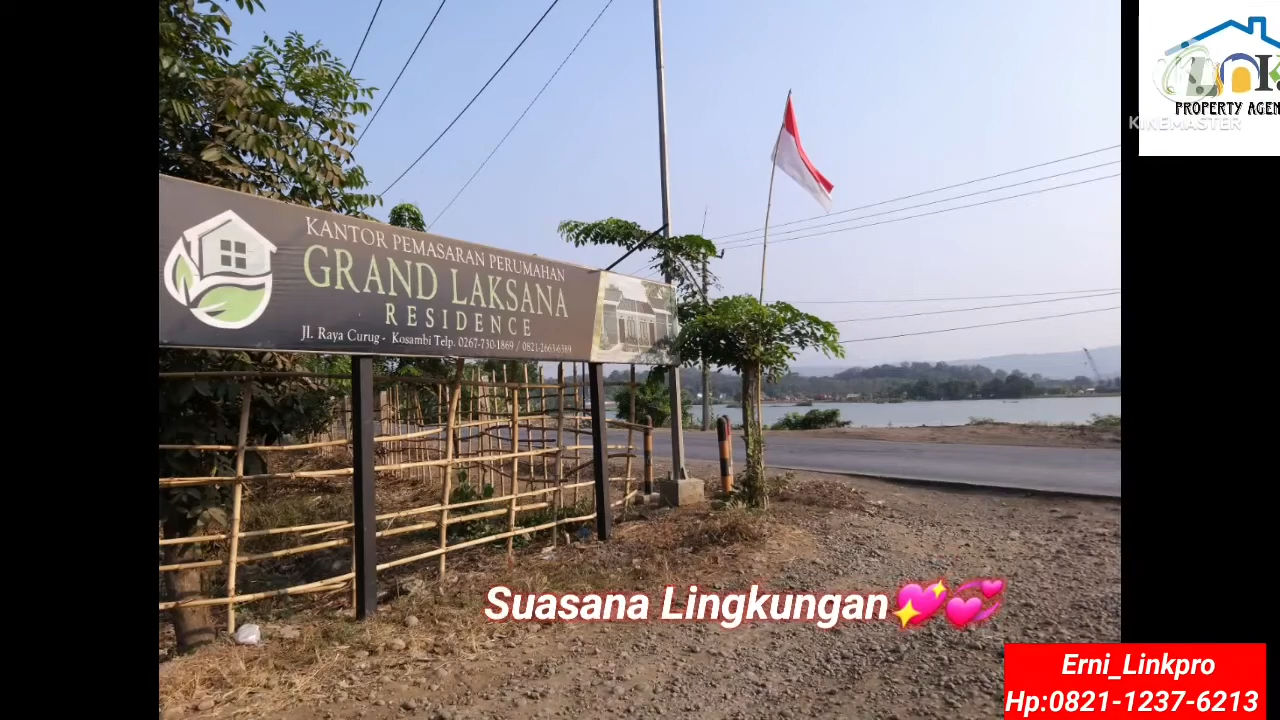 PROPERTY AGEN
KINEMASTER
KANTOR PEMASARAN PERUMAHAN
GRAND LAKSANA
RESIDENCE
Jl. Raya Curug - Kosambi Telp. 0267-730-1869 / 0821-2663-6389
Suasana Lingkungan
Erni_Linkpro
Hp:0821-1237-6213